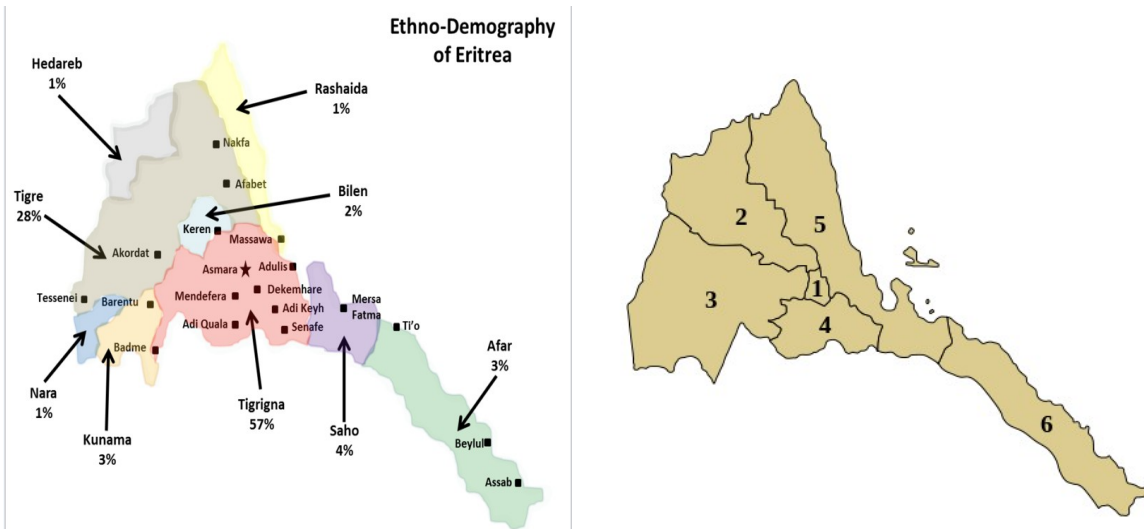 Ethno-Demography
of Eritrea
Hedareb
1%
Rashaida
1%
Nakfa
Afabet
Tigre
28%
Bilen
2%
Keren
Massawa
Akordat
Asmara
Adulis
Tessenei
Barentu
Mendefera
Dekemhare
Mersa
Fatma
Adi Keyh
Adi Quala
Senafe
Ti'o
Badme
Afar
3%
Nara
1%
Kunama
3%
Tigrigna
57%
Saho
4%
Beylul
Assab
2
5
3
1
4
6